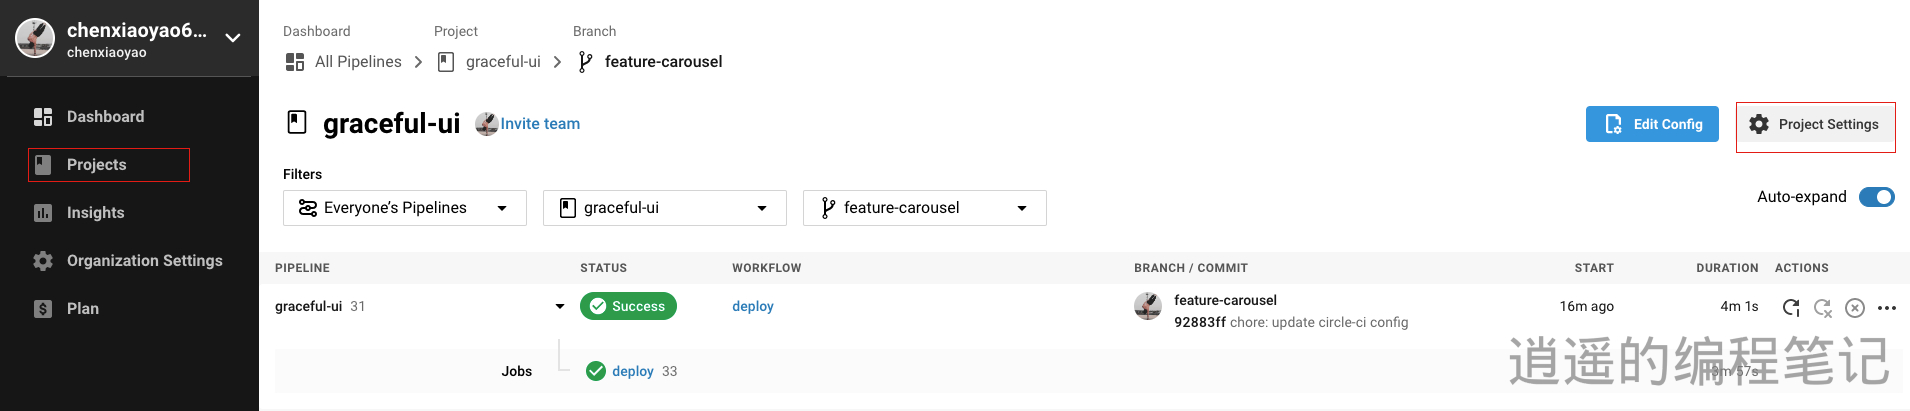 chenxiaoyao6...
chenxiaoyao
Dashboard
Projects
Insights
Organization Settings
Plan
Dashboard Project Branch
All Pipelines graceful-ui feature-carousel
graceful-ui Invite team
Edit Config Project Settings
Filters
Everyone's Pipelines graceful-ui feature-carousel
Auto-expand
PIPELINE STATUS WORKFLOW BRANCH / COMMIT START DURATION ACTIONS
graceful-ui 31 Success deploy feature-carousel 16m ago 4m 1s
92883ff chore: update circle-ci config
Jobs deploy 33 3m 57s
逍遥的编程笔记